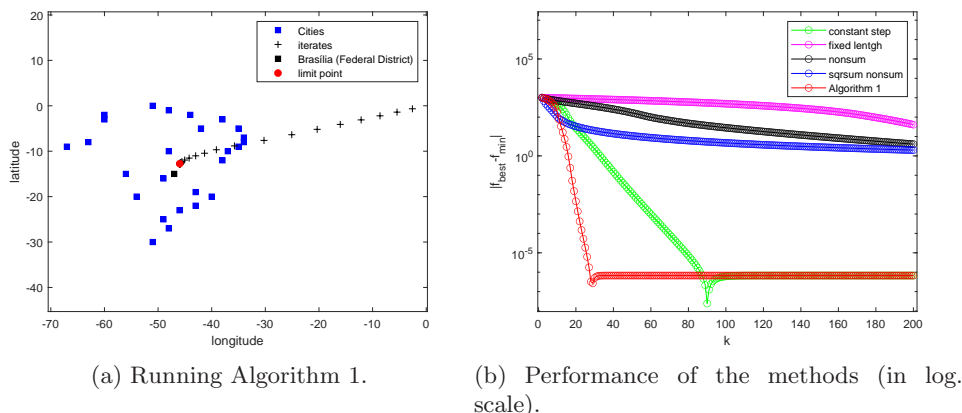 20
10
0
-10
-20
-30
-40
latitude
-70
-60
-50
-40
-30
-20
-10
0
longitude
Cities
iterates
Brasília (Federal District)
limit point
(a) Running Algorithm 1.
10^5
10^0
10^-5
|f_best-f_min|
0
20
40
60
80
100
120
140
160
180
200
k
constant step
fixed lentgh
nonsum
sqrsum nonsum
Algorithm 1
(b) Performance of the methods (in log.
scale).